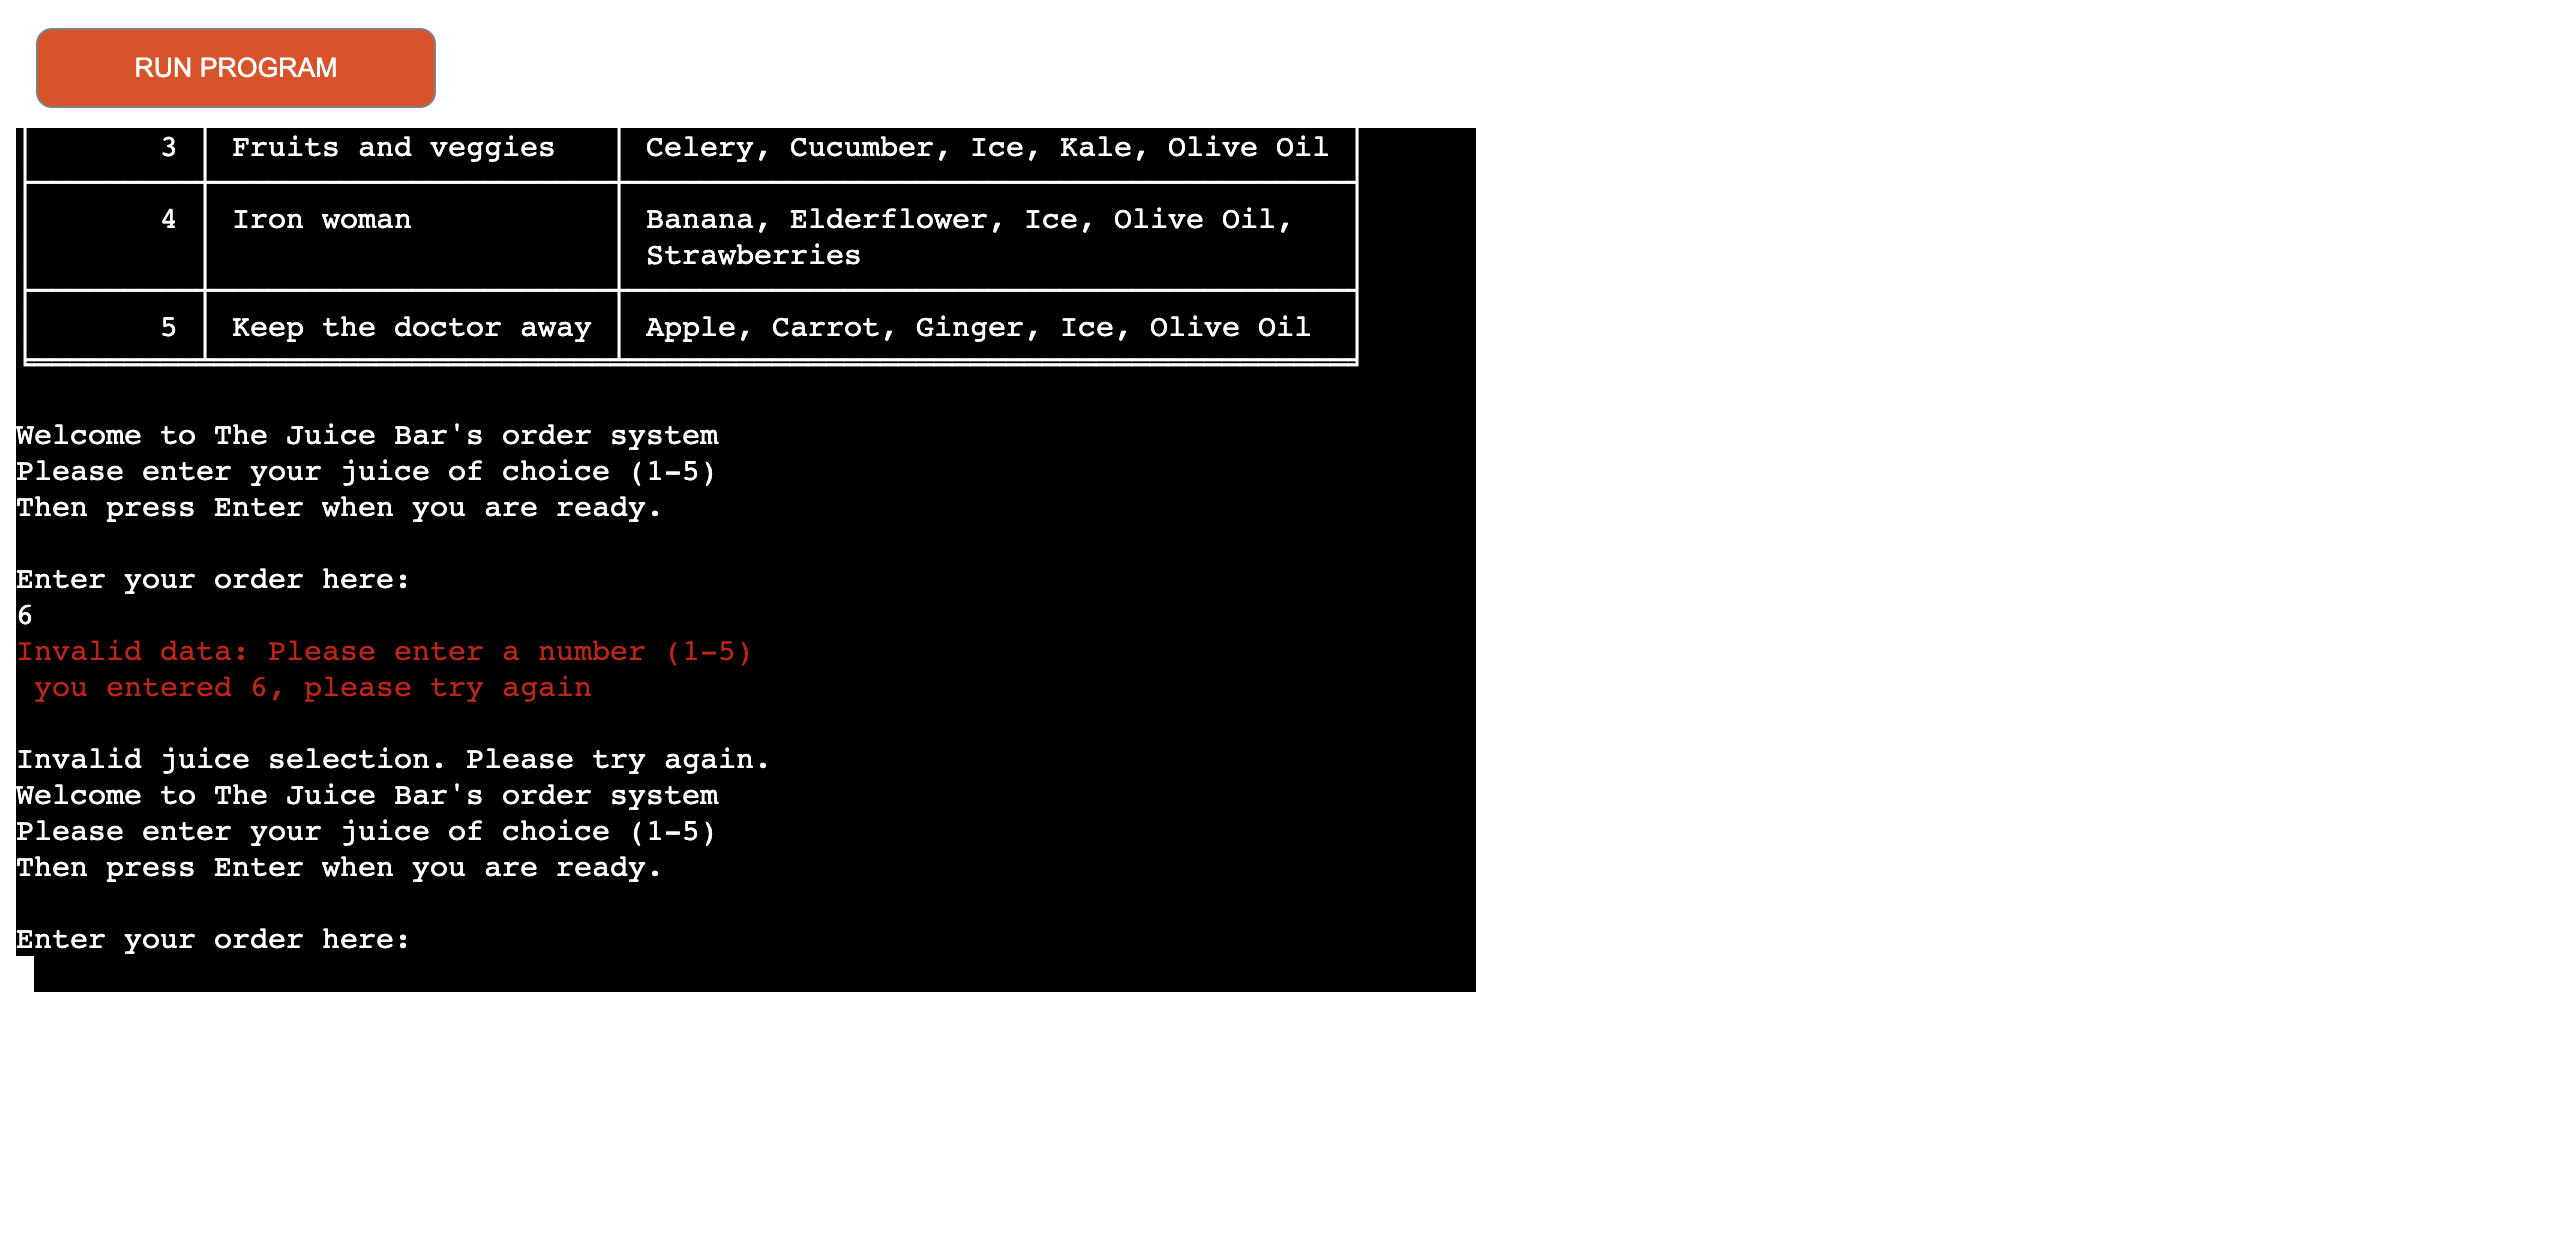 RUN PROGRAM
3 Fruits and veggies Celery, Cucumber, Ice, Kale, Olive Oil
4 Iron woman Banana, Elderflower, Ice, Olive Oil,
Strawberries
5 Keep the doctor away Apple, Carrot, Ginger, Ice, Olive Oil
Welcome to The Juice Bar's order system
Please enter your juice of choice (1-5)
Then press Enter when you are ready.
Enter your order here:
6
Invalid data: Please enter a number (1-5)
you entered 6, please try again
Invalid juice selection. Please try again.
Welcome to The Juice Bar's order system
Please enter your juice of choice (1-5)
Then press Enter when you are ready.
Enter your order here: